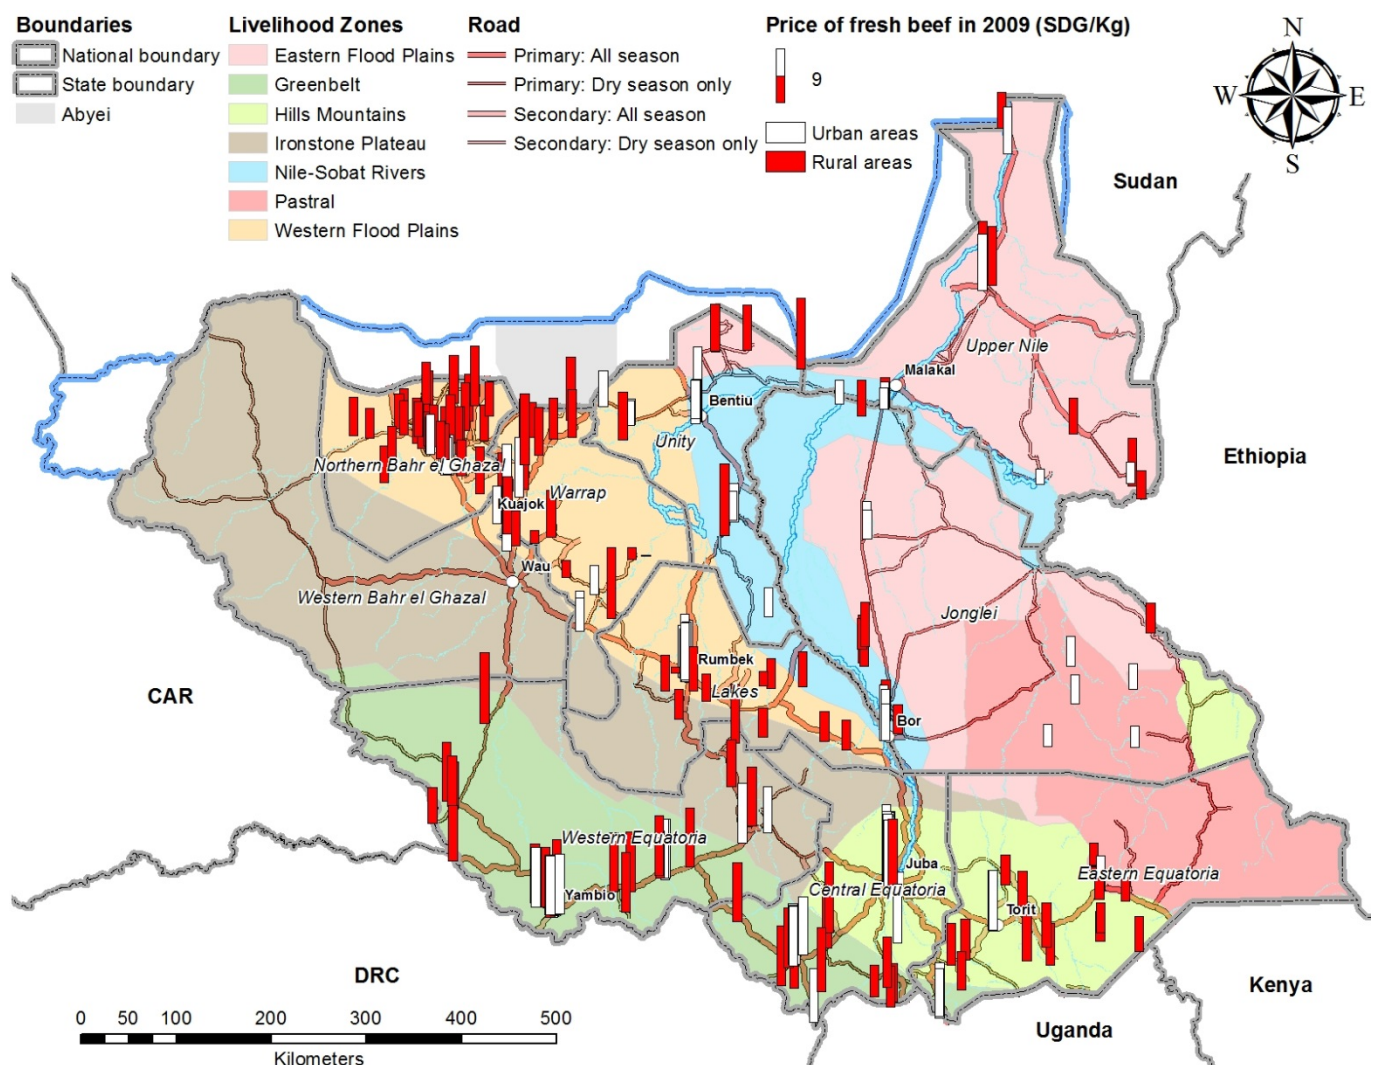 Boundaries
National boundary
State boundary
Abyei
Livelihood Zones
Eastern Flood Plains
Greenbelt
Hills Mountains
Ironstone Plateau
Nile-Sobat Rivers
Pastral
Western Flood Plains
Road
Primary: All season
Primary: Dry season only
Secondary: All season
Secondary: Dry season only
Price of fresh beef in 2009 (SDG/Kg)
9
Urban areas
Rural areas
N
W E
S
Sudan
Upper Nile
Malakal
Bentiu
Unity
Ethiopia
Northern Bahr el Ghazal
Warrap
Kuajok
Wau
Western Bahr el Ghazal
Jonglei
Rumbek
Lakes
CAR
Bor
Western Equatoria
Juba
Central Equatoria
Eastern Equatoria
Yambio
Torit
DRC
Kenya
Uganda
0 50 100 200 300 400 500
Kilometers